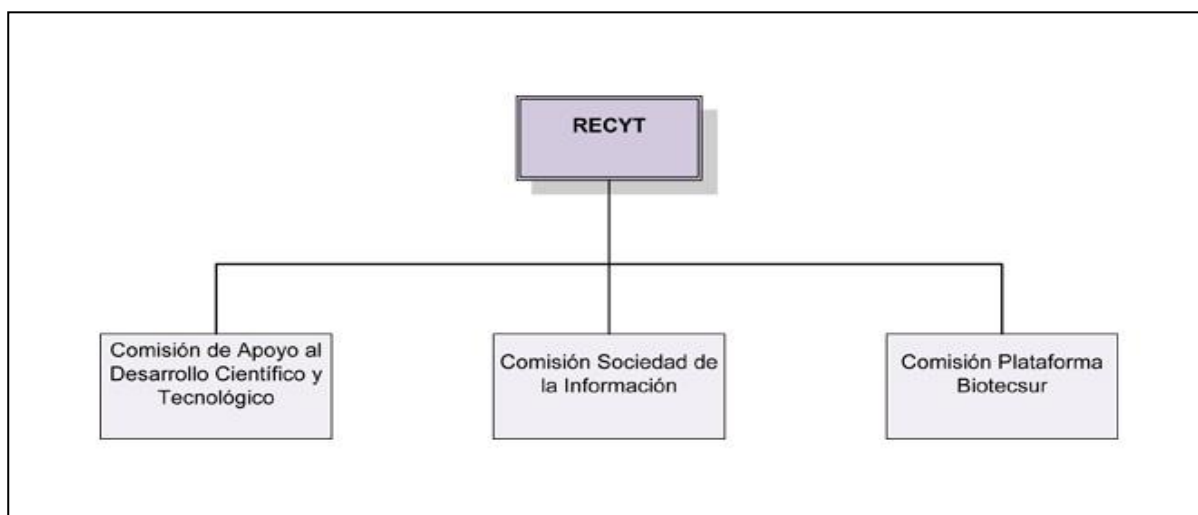 RECYT
Comisión de Apoyo al
Desarrollo Científico y
Tecnológico
Comisión Sociedad de
la Información
Comisión Plataforma
Biotecsur